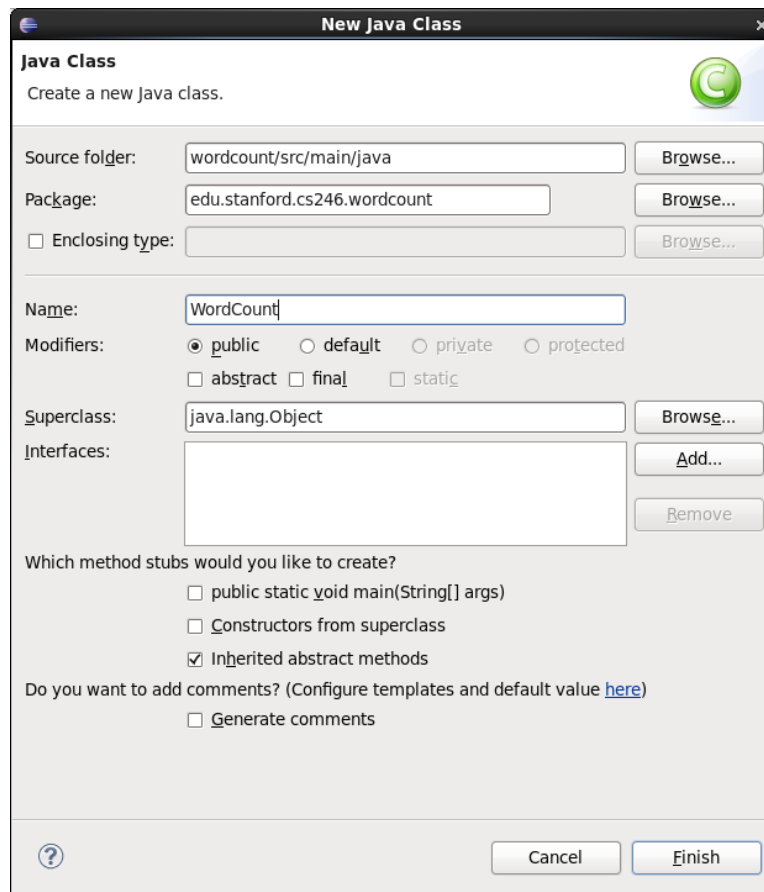 New Java Class
Java Class
Create a new Java class.
Source folder: wordcount/src/main/java Browse...
Package: edu.stanford.cs246.wordcount Browse...
Enclosing type: Browse...
Name: WordCount
Modifiers: public default private protected
abstract final static
Superclass: java.lang.Object Browse...
Interfaces: Add...
Remove
Which method stubs would you like to create?
public static void main(String[] args)
Constructors from superclass
Inherited abstract methods
Do you want to add comments? (Configure templates and default value here)
Generate comments
? Cancel Finish